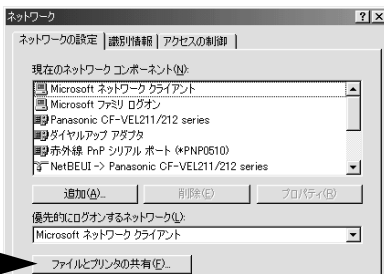 ネットワーク
ネットワークの設定 識別情報 アクセスの制御
現在のネットワーク コンポーネント(N):
Microsoft ネットワーク クライアント
Microsoft ファミリ ログオン
Panasonic CF-VEL211/212 series
ダイヤルアップ アダプタ
赤外線 PnP シリアル ポート (*PNP0510)
NetBEUI -> Panasonic CF-VEL211/212 series
追加(A)... 削除(E) プロパティ(R)
優先的にログオンするネットワーク(L):
Microsoft ネットワーク クライアント
ファイルとプリンタの共有(F)...